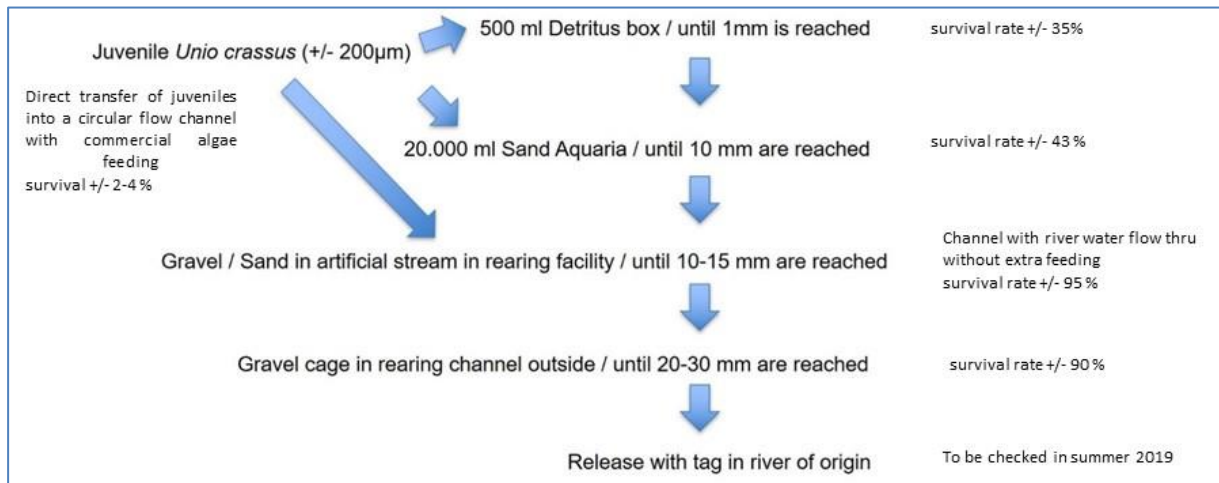 500 ml Detritus box / until 1mm is reached
survival rate +/- 35%
Juvenile Unio crassus (+/- 200µm)
Direct transfer of juveniles
into a circular flow channel
with commercial algae
feeding
survival +/- 2-4 %
20.000 ml Sand Aquaria / until 10 mm are reached
survival rate +/- 43 %
Gravel / Sand in artificial stream in rearing facility / until 10-15 mm are reached
Channel with river water flow thru
without extra feeding
survival rate +/- 95 %
Gravel cage in rearing channel outside / until 20-30 mm are reached
survival rate +/- 90 %
Release with tag in river of origin
To be checked in summer 2019